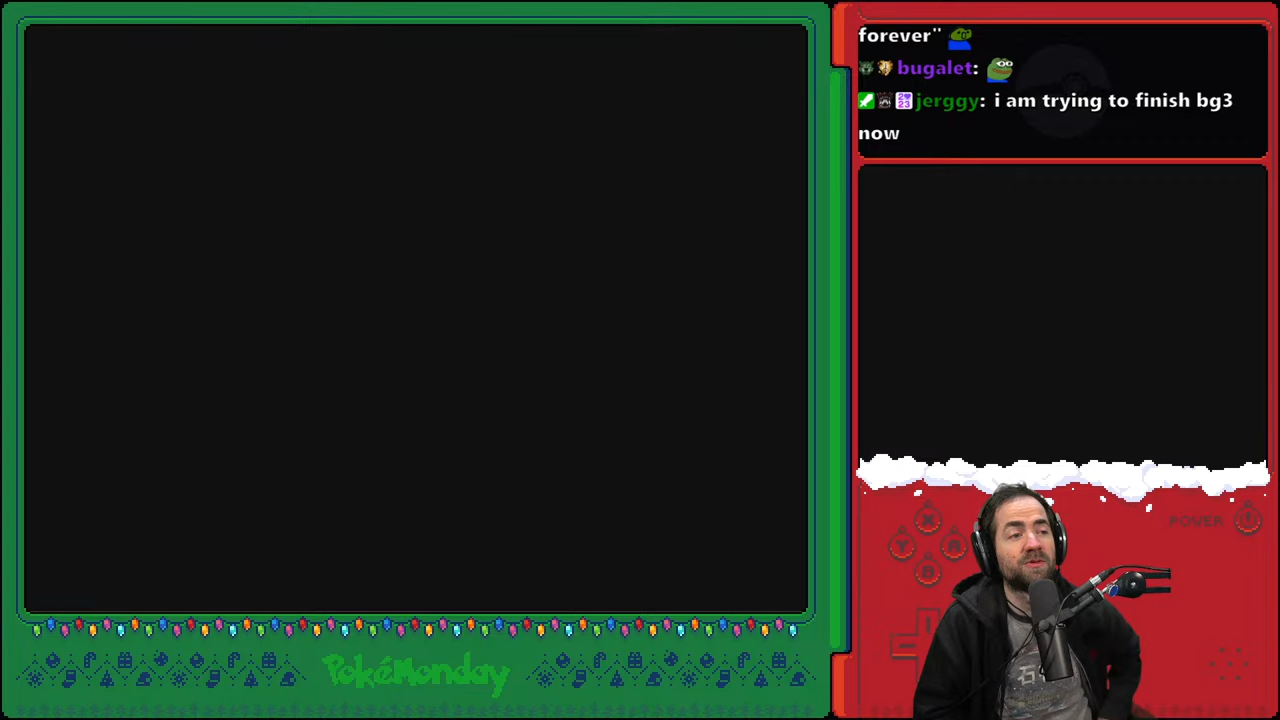 forever"
bugalet:
jerggy: i am trying to finish bg3
now
X
Y A
B
POWER
PokéMonday